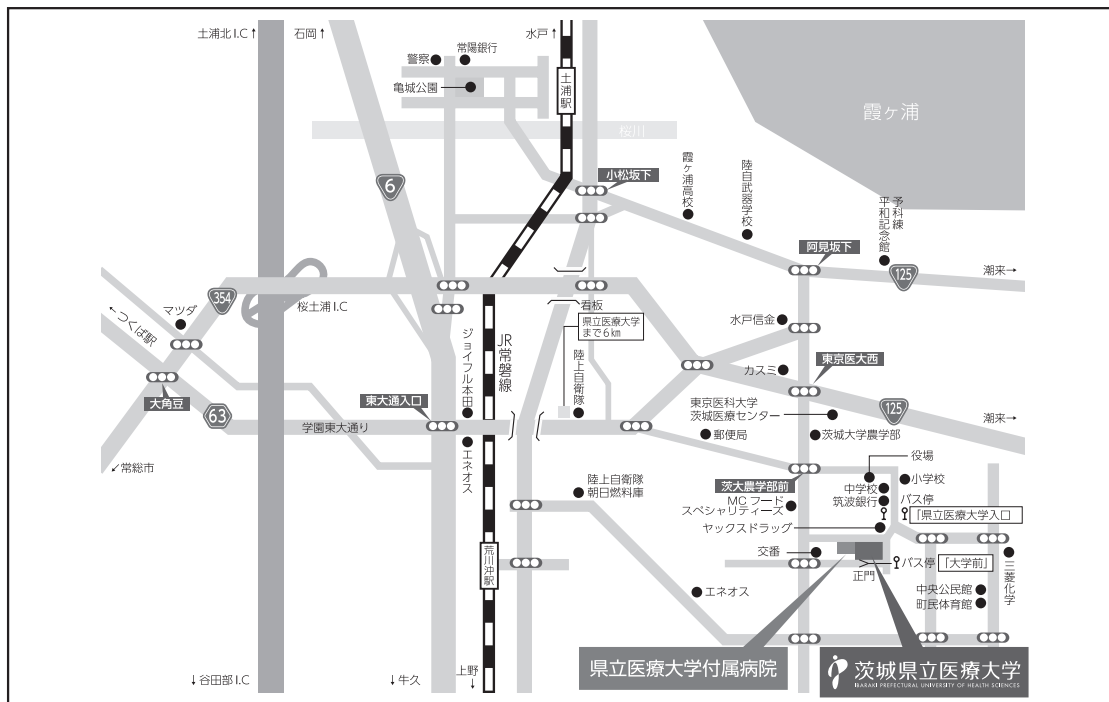 土浦北I.C↑
石岡↑
水戸↑
警察
常陽銀行
亀城公園
土浦駅
霞ヶ浦
桜川
6
小松坂下
霞ヶ浦高校
陸自武器学校
予科練
平和記念館
阿見坂下
125
潮来→
354
桜土浦I.C
←つくば駅
マツダ
看板
県立医療大学
まで6km
水戸信金
JR常磐線
ジョイフル本田
陸上自衛隊
カスミ
東京医大西
大角豆
63
東大通入口
学園東大通り
東京医科大学
茨城医療センター
125
潮来→
郵便局
茨城大学農学部
↙常総市
エネオス
役場
陸上自衛隊
朝日燃料庫
茨大農学部前
中学校
小学校
MCフード
スペシャリティーズ
筑波銀行
バス停
「県立医療大学入口
ヤックスドラッグ
荒川沖駅
交番
正門
バス停
「大学前」
三菱化学
エネオス
中央公民館
町民体育館
県立医療大学付属病院
茨城県立医療大学
IBARAKI PREFECTURAL UNIVERSITY OF HEALTH SCIENCES
↓谷田部I.C
↓牛久
上野
↓